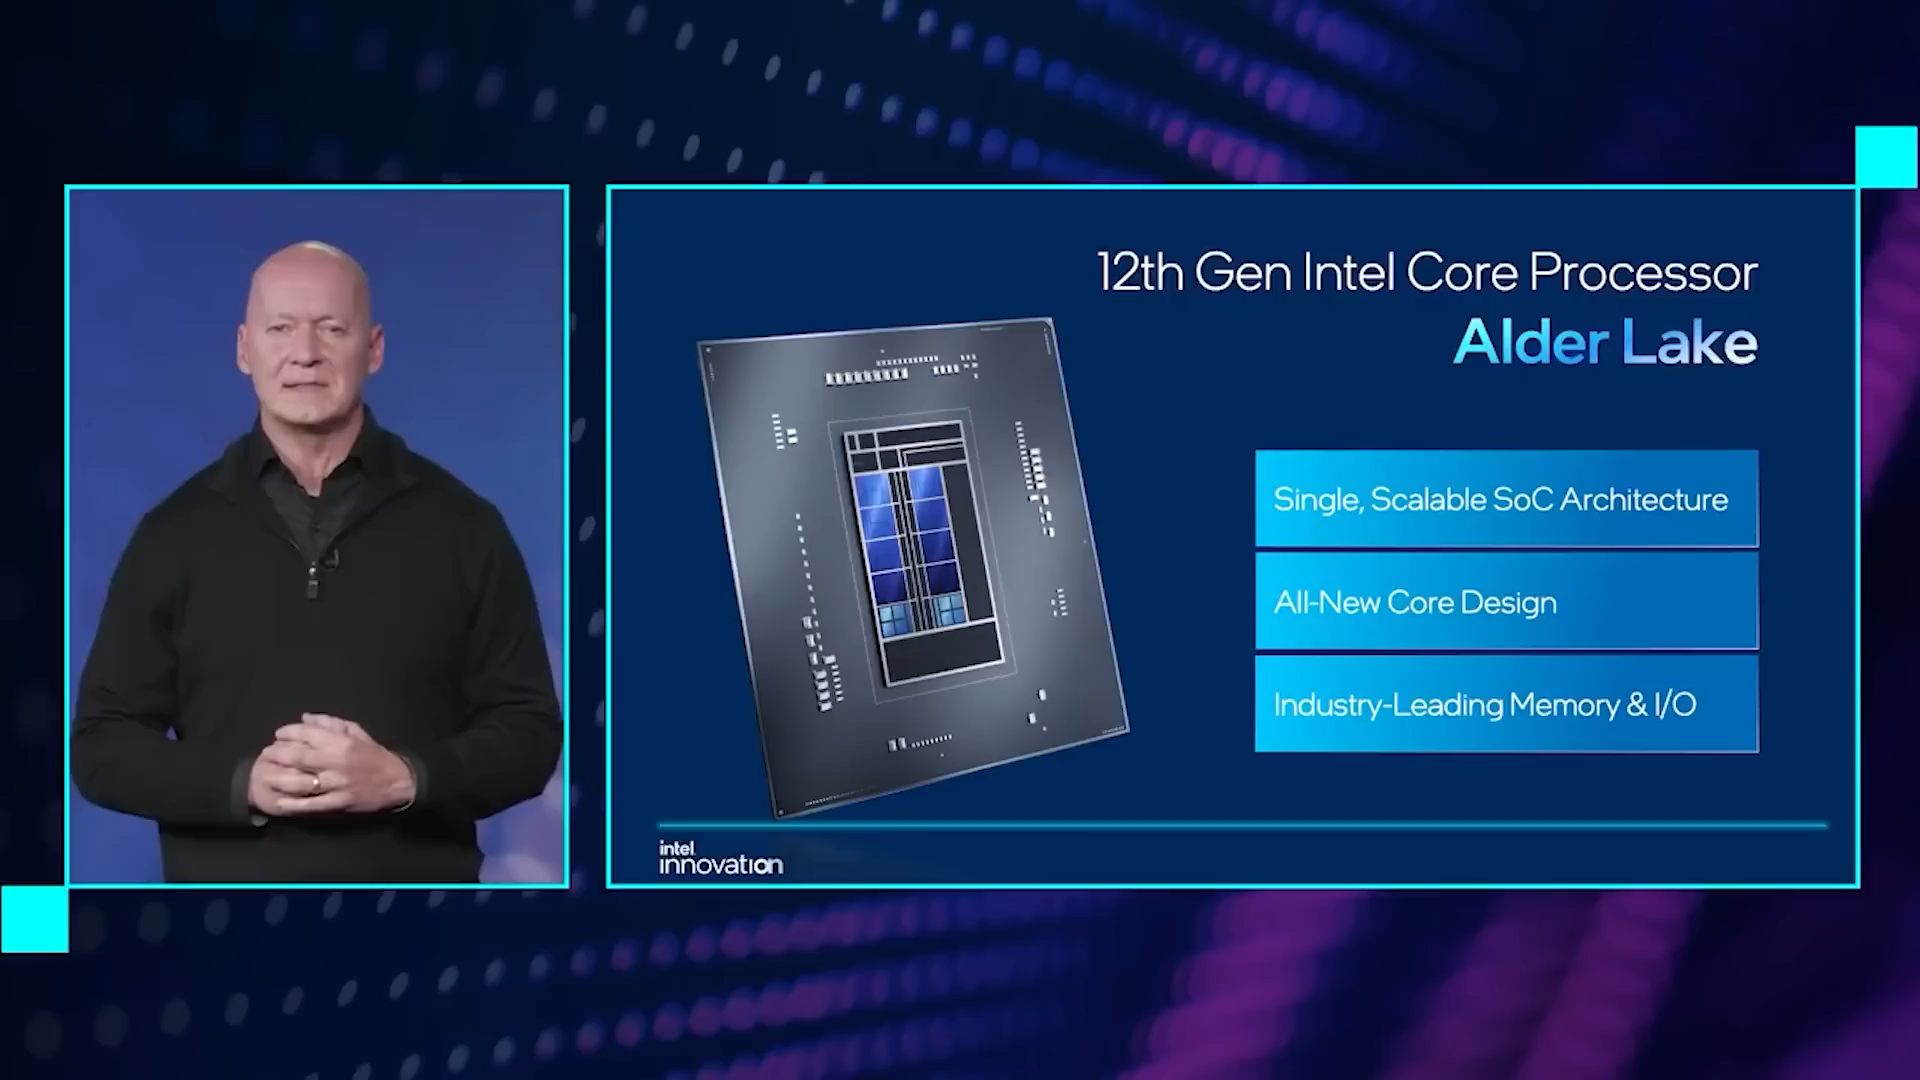 12th Gen Intel Core Processor
Alder Lake
Single, Scalable SoC Architecture
All-New Core Design
Industry-Leading Memory & I/O
intel
innovation